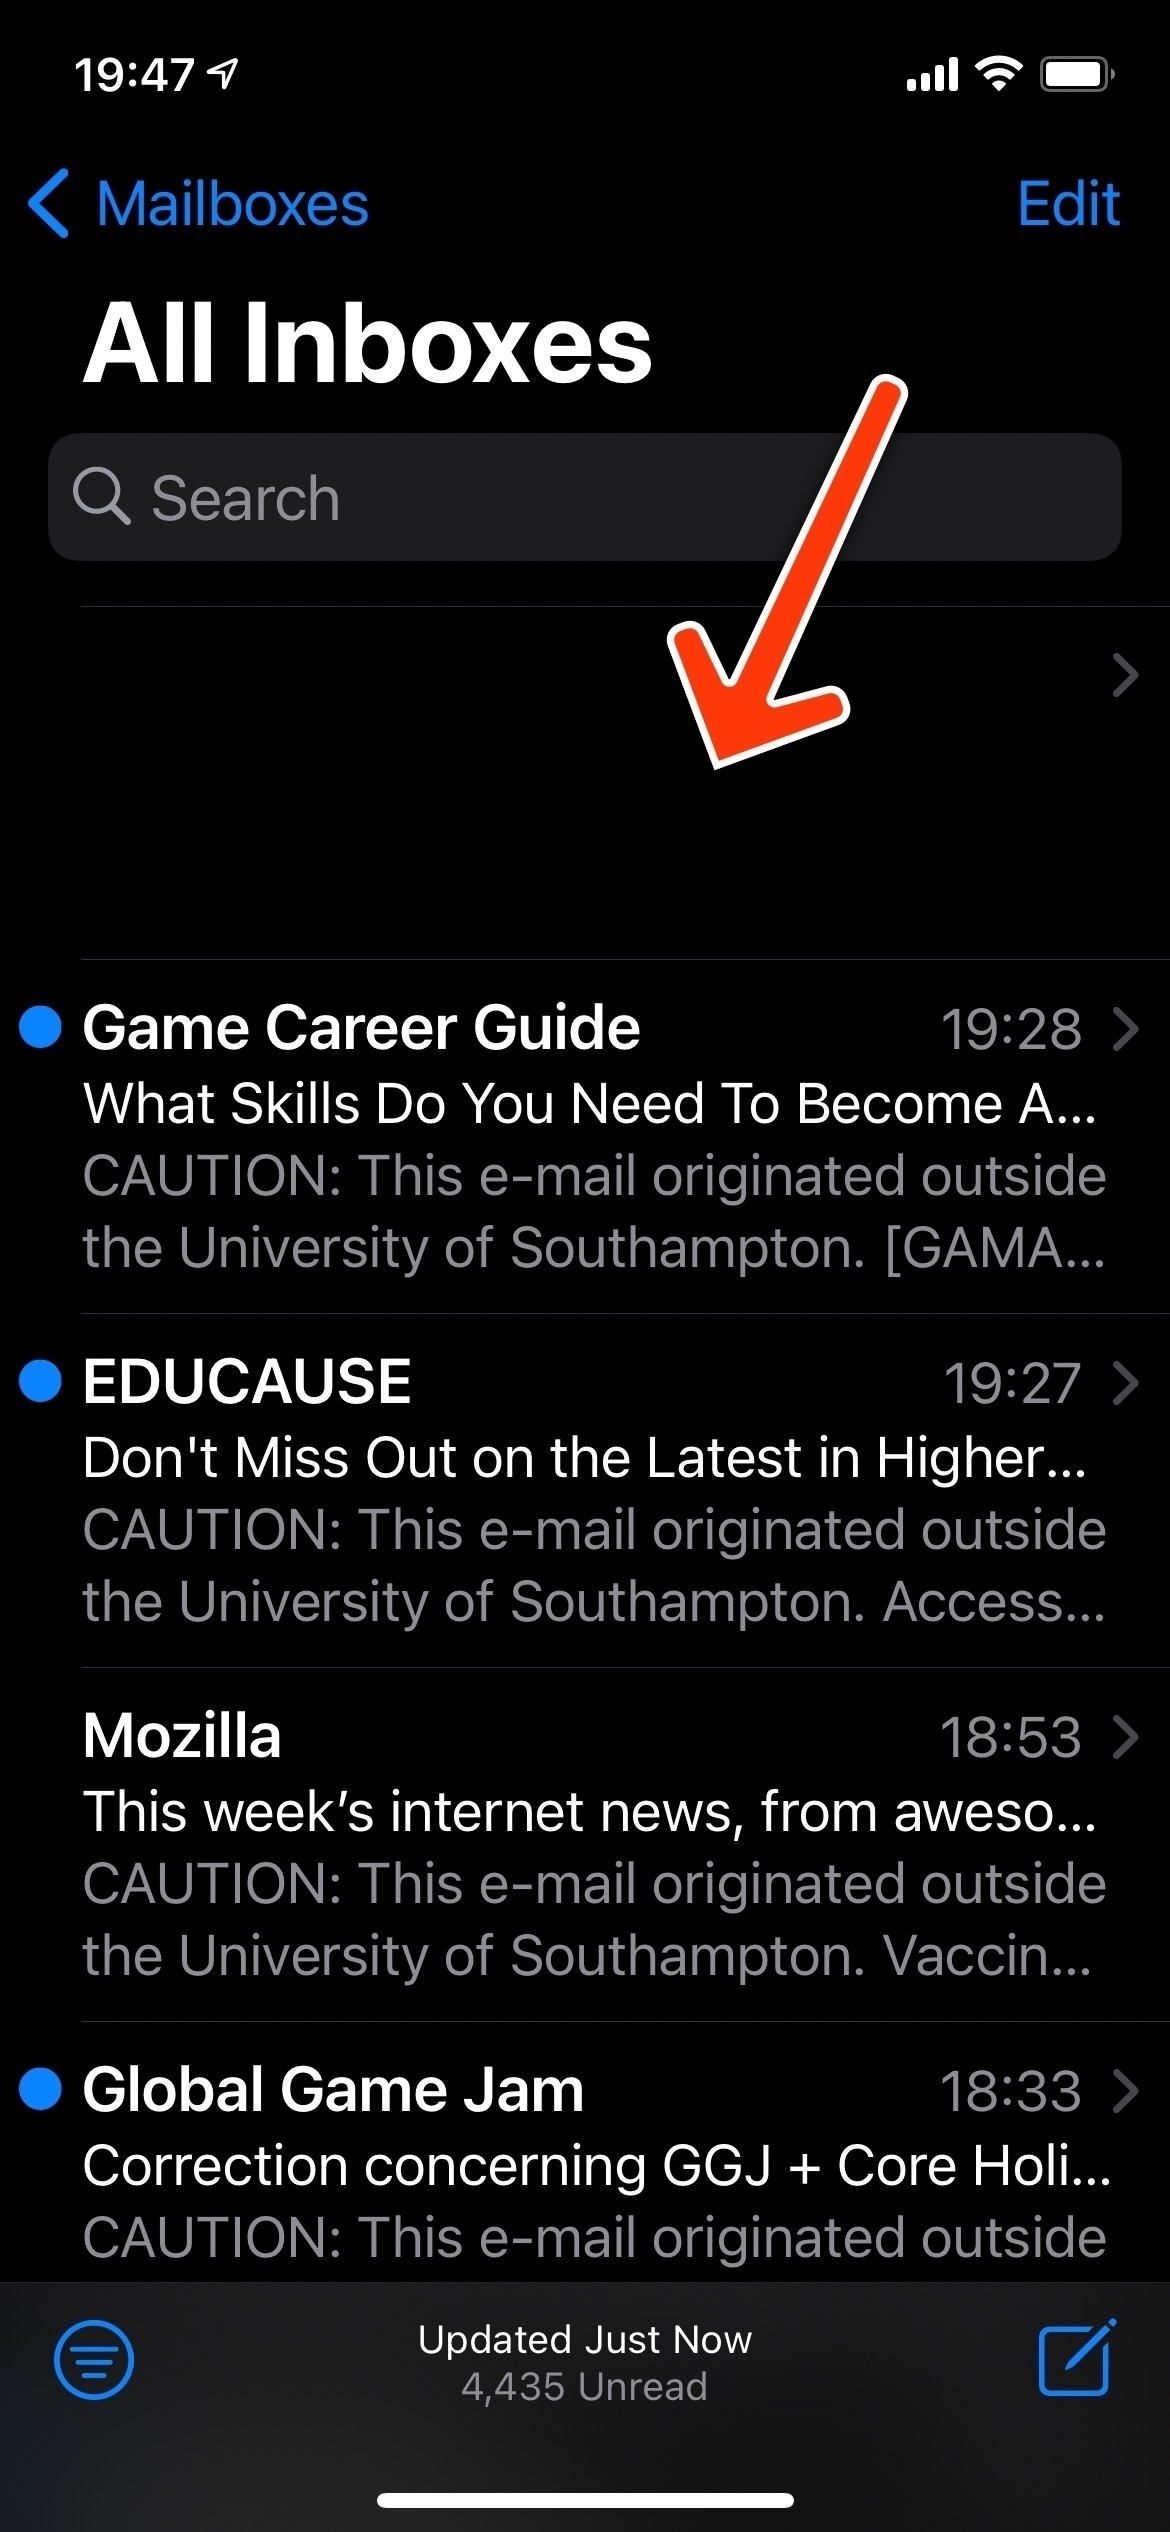 19:47
Mailboxes
Edit
All Inboxes
Search
Game Career Guide 19:28
What Skills Do You Need To Become A...
CAUTION: This e-mail originated outside
the University of Southampton. [GAMA...
EDUCAUSE 19:27
Don't Miss Out on the Latest in Higher...
CAUTION: This e-mail originated outside
the University of Southampton. Access...
Mozilla 18:53
This week’s internet news, from aweso...
CAUTION: This e-mail originated outside
the University of Southampton. Vaccin...
Global Game Jam 18:33
Correction concerning GGJ + Core Holi...
CAUTION: This e-mail originated outside
Updated Just Now
4,435 Unread